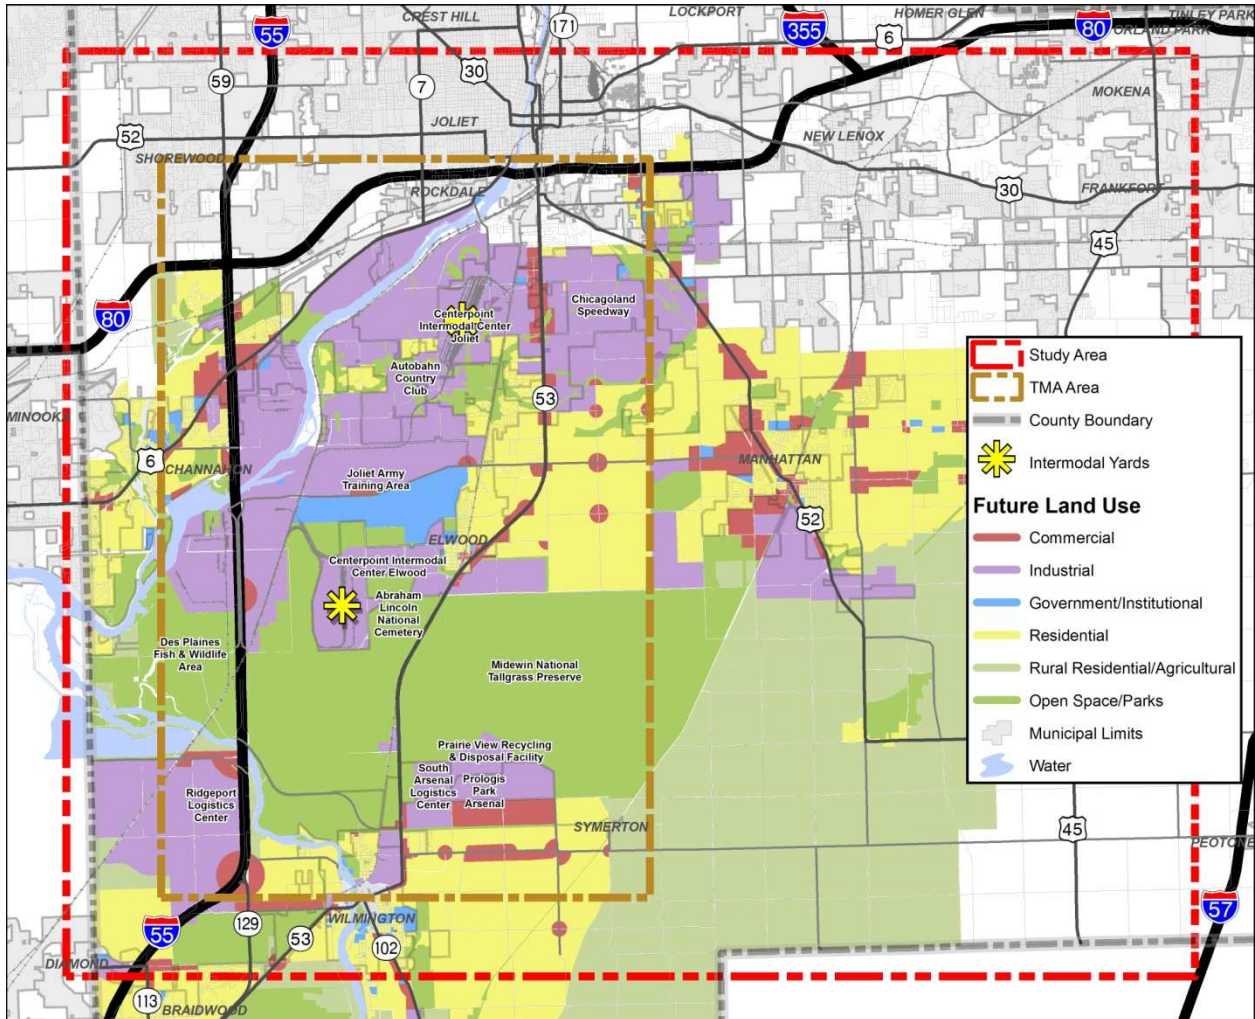 CREST HILL
LOCKPORT
HOMER GLEN
TINLEY PARK
ORLAND PARK
55
171
355
6
80
30
59
7
MOKENA
52
JOLIET
NEW LENOX
SHOREWOOD
ROCKDALE
30
FRANKFORT
45
80
Chicagoland
Speedway
Centerpoint
Intermodal Center
Joliet
Autobahn
Country
Club
53
MINOOKA
6
CHANNAHON
MANHATTAN
Joliet Army
Training Area
52
ELWOOD
Centerpoint Intermodal
Center Elwood
Abraham
Lincoln
National
Cemetery
Des Plaines
Fish & Wildlife
Area
Midewin National
Tallgrass Preserve
Prairie View Recycling
& Disposal Facility
South
Arsenal
Logistics
Center
Prologis
Park
Arsenal
Ridgeport
Logistics
Center
SYMERTON
45
PEOTONE
57
WILMINGTON
55
129
53
102
DIAMOND
113
BRAIDWOOD
Study Area
TMA Area
County Boundary
Intermodal Yards
Future Land Use
Commercial
Industrial
Government/Institutional
Residential
Rural Residential/Agricultural
Open Space/Parks
Municipal Limits
Water